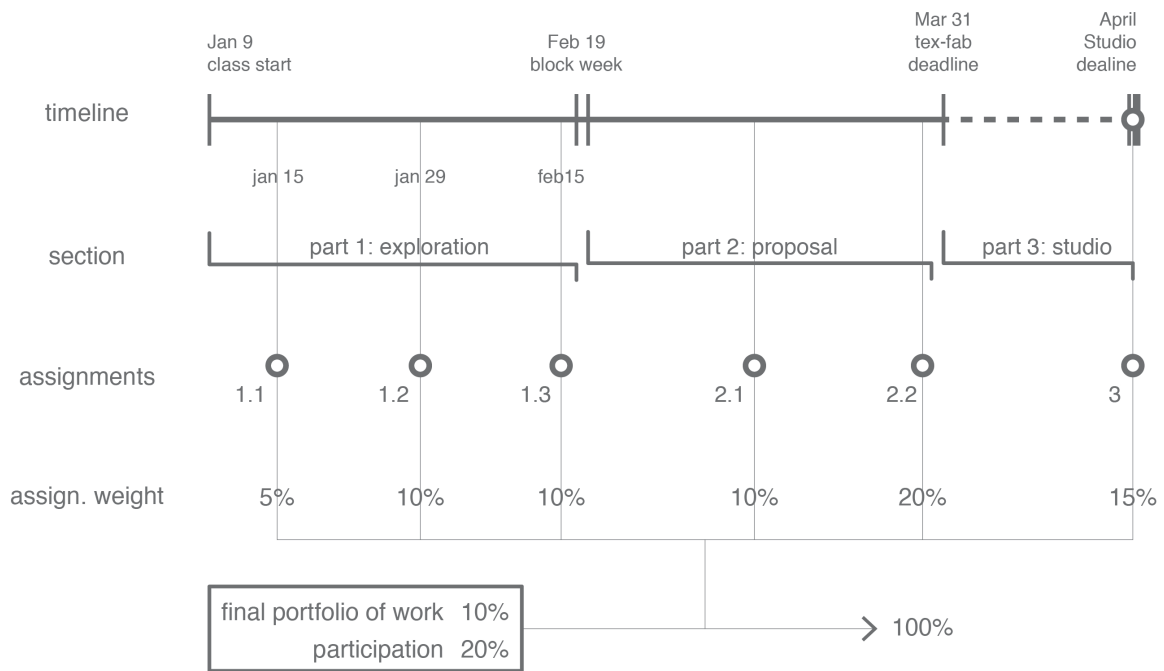 Jan 9
class start
Feb 19
block week
Mar 31
tex-fab
deadline
April
Studio
dealine
timeline
jan 15
jan 29
feb15
section
part 1: exploration
part 2: proposal
part 3: studio
assignments
1.1
1.2
1.3
2.1
2.2
3
assign. weight
5%
10%
10%
10%
20%
15%
final portfolio of work 10%
participation 20%
100%